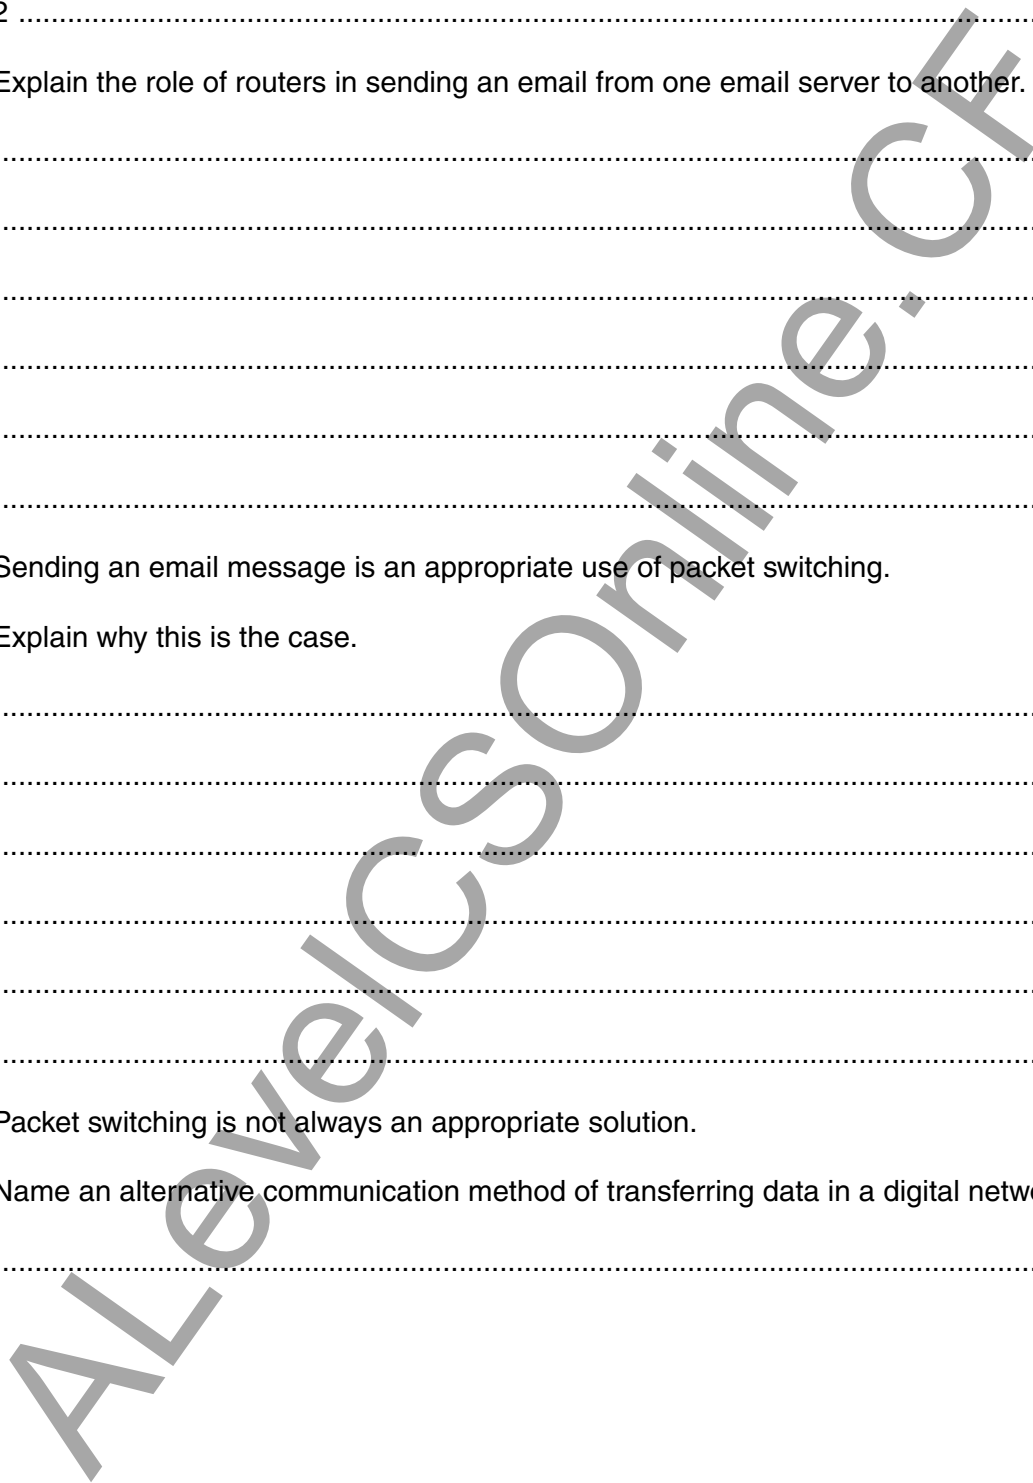 2 ..........................................................................................
Explain the role of routers in sending an email from one email server to another.
..........................................................................................
..........................................................................................
..........................................................................................
..........................................................................................
..........................................................................................
..........................................................................................
Sending an email message is an appropriate use of packet switching.
Explain why this is the case.
..........................................................................................
..........................................................................................
..........................................................................................
..........................................................................................
..........................................................................................
..........................................................................................
Packet switching is not always an appropriate solution.
Name an alternative communication method of transferring data in a digital
..........................................................................................
ALevelCSOnline.CF